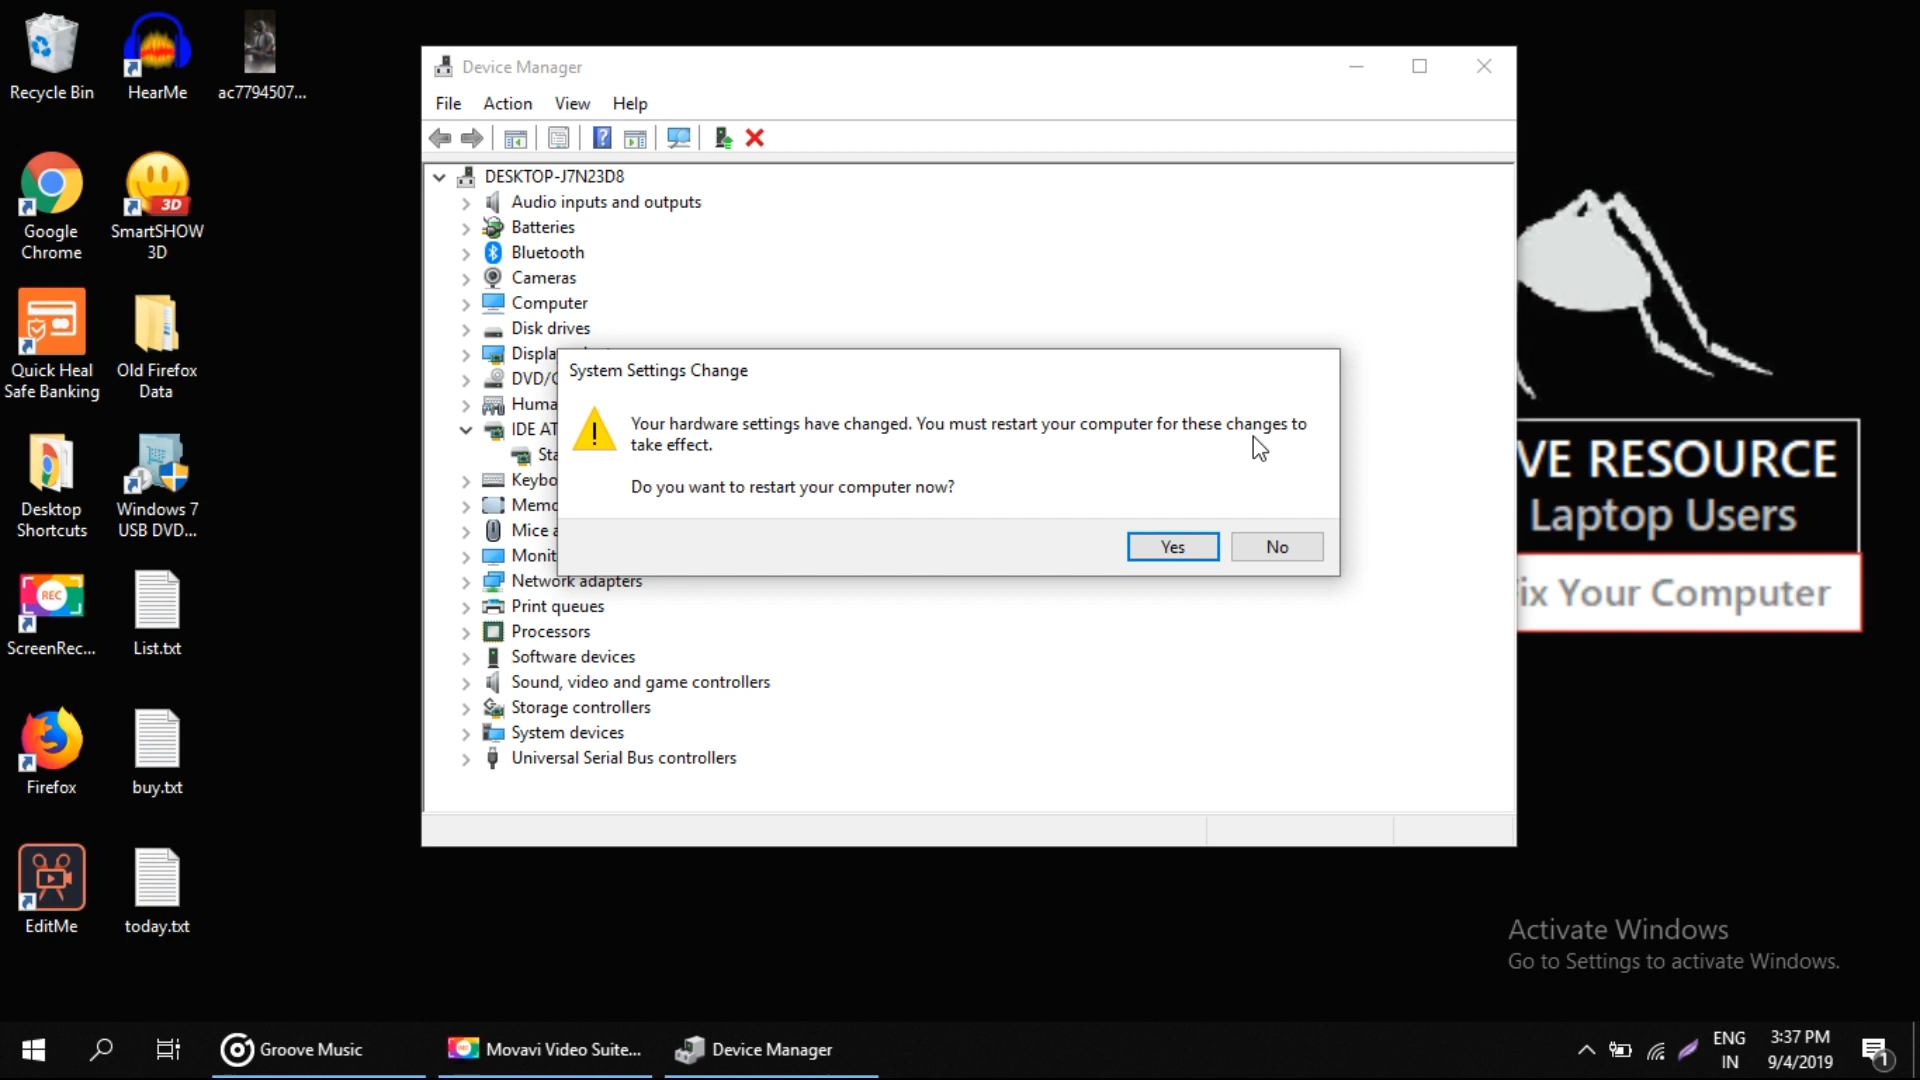 Recycle Bin
HearMe
ac7794507...
Google
Chrome
SmartSHOW
3D
3D
Quick Heal
Safe Banking
Old Firefox
Data
Desktop
Shortcuts
Windows 7
USB DVD...
REC
ScreenRec...
List.txt
Firefox
buy.txt
EditMe
today.txt
Device Manager
File Action View Help
DESKTOP-J7N23D8
Audio inputs and outputs
Batteries
Bluetooth
Cameras
Computer
Disk drives
Displa
DVD/C
Huma
IDE AT
Sta
Keybo
Memo
Mice a
Monit
Network adapters
Print queues
Processors
Software devices
Sound, video and game controllers
Storage controllers
System devices
Universal Serial Bus controllers
System Settings Change
Your hardware settings have changed. You must restart your computer for these changes to
take effect.
Do you want to restart your computer now?
Yes No
VE RESOURCE
Laptop Users
ix Your Computer
Activate Windows
Go to Settings to activate Windows.
Groove Music
REC
Movavi Video Suite...
Device Manager
ENG
IN
3:37 PM
9/4/2019
1